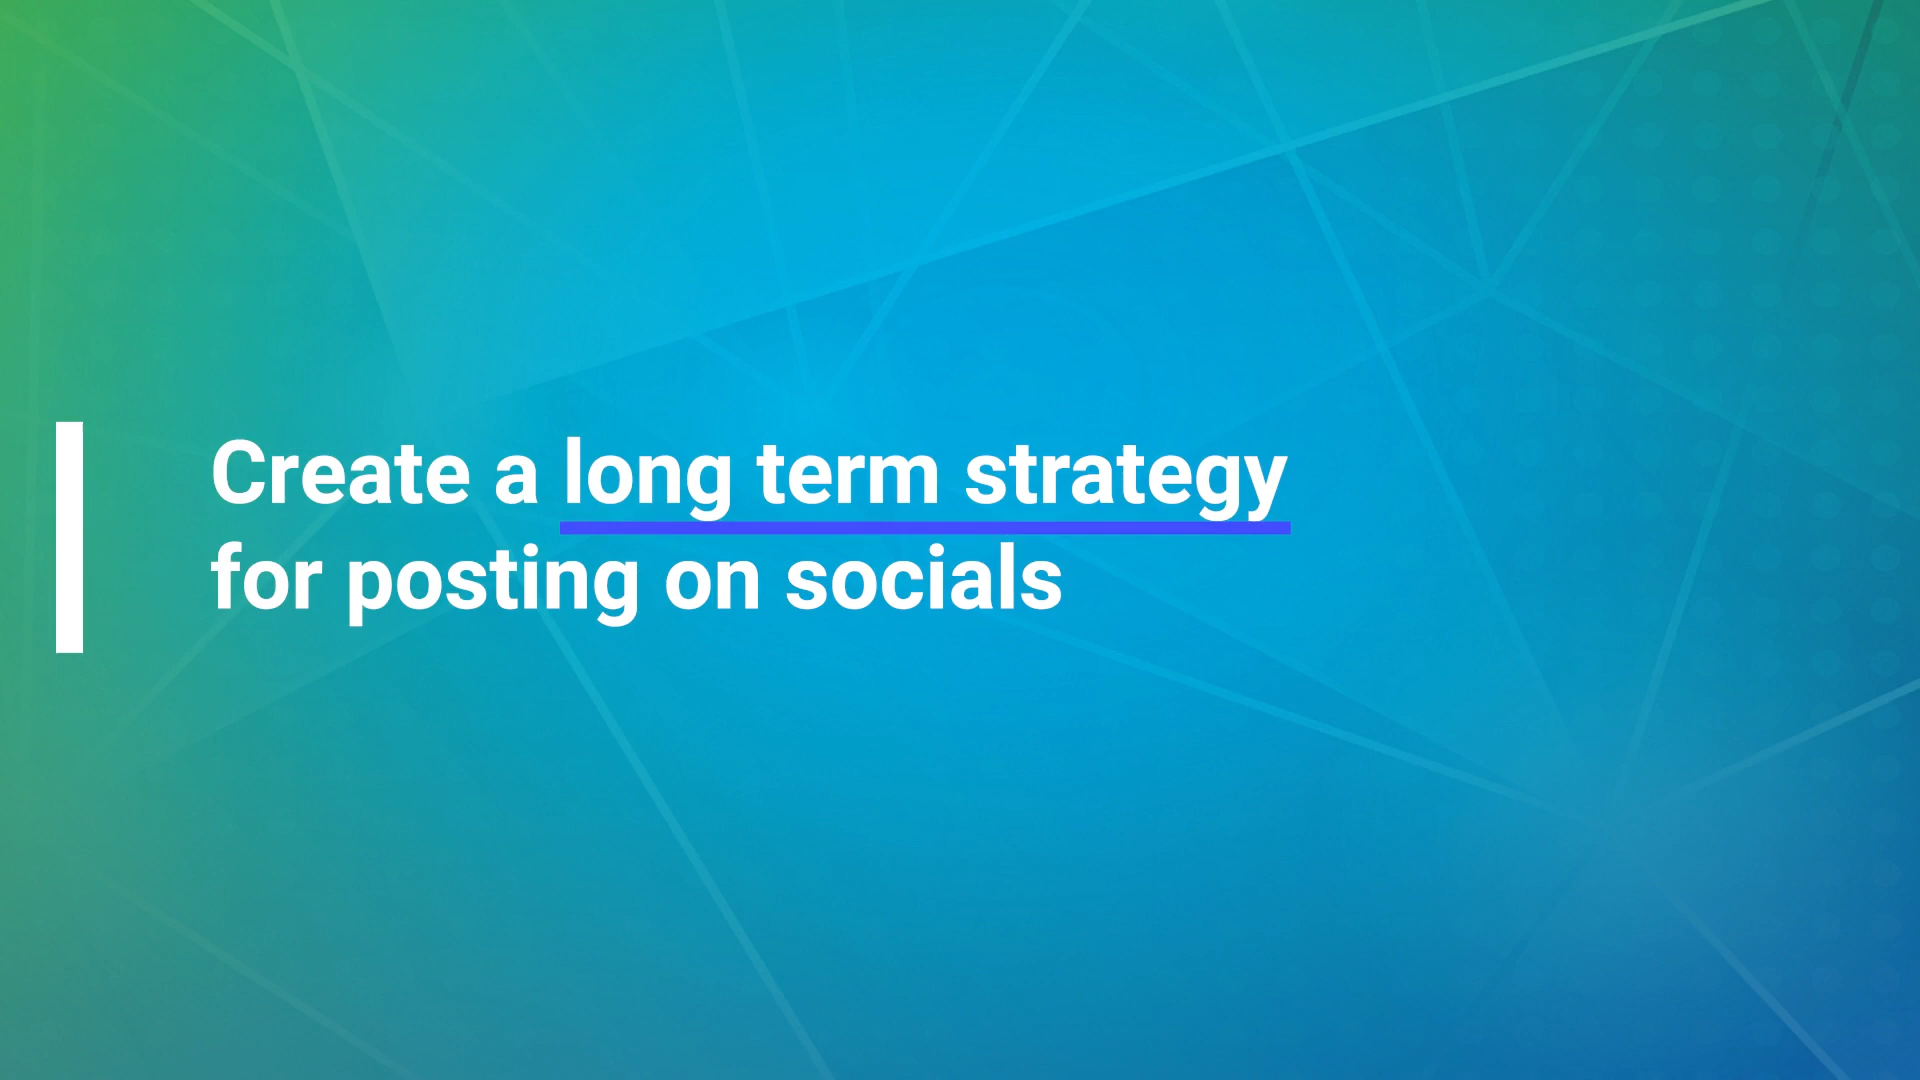 Create a long term strategy
for posting on socials